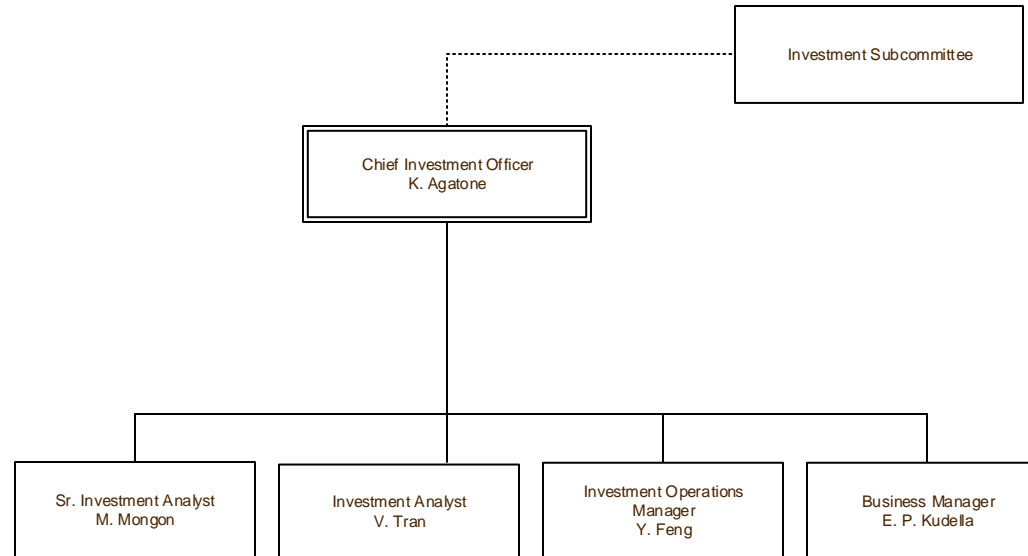 Investment Subcommittee
Chief Investment Officer
K. Agatone
Sr. Investment Analyst
M. Mongon
Investment Analyst
V. Tran
Investment Operations
Manager
Y. Feng
Business Manager
E. P. Kudella